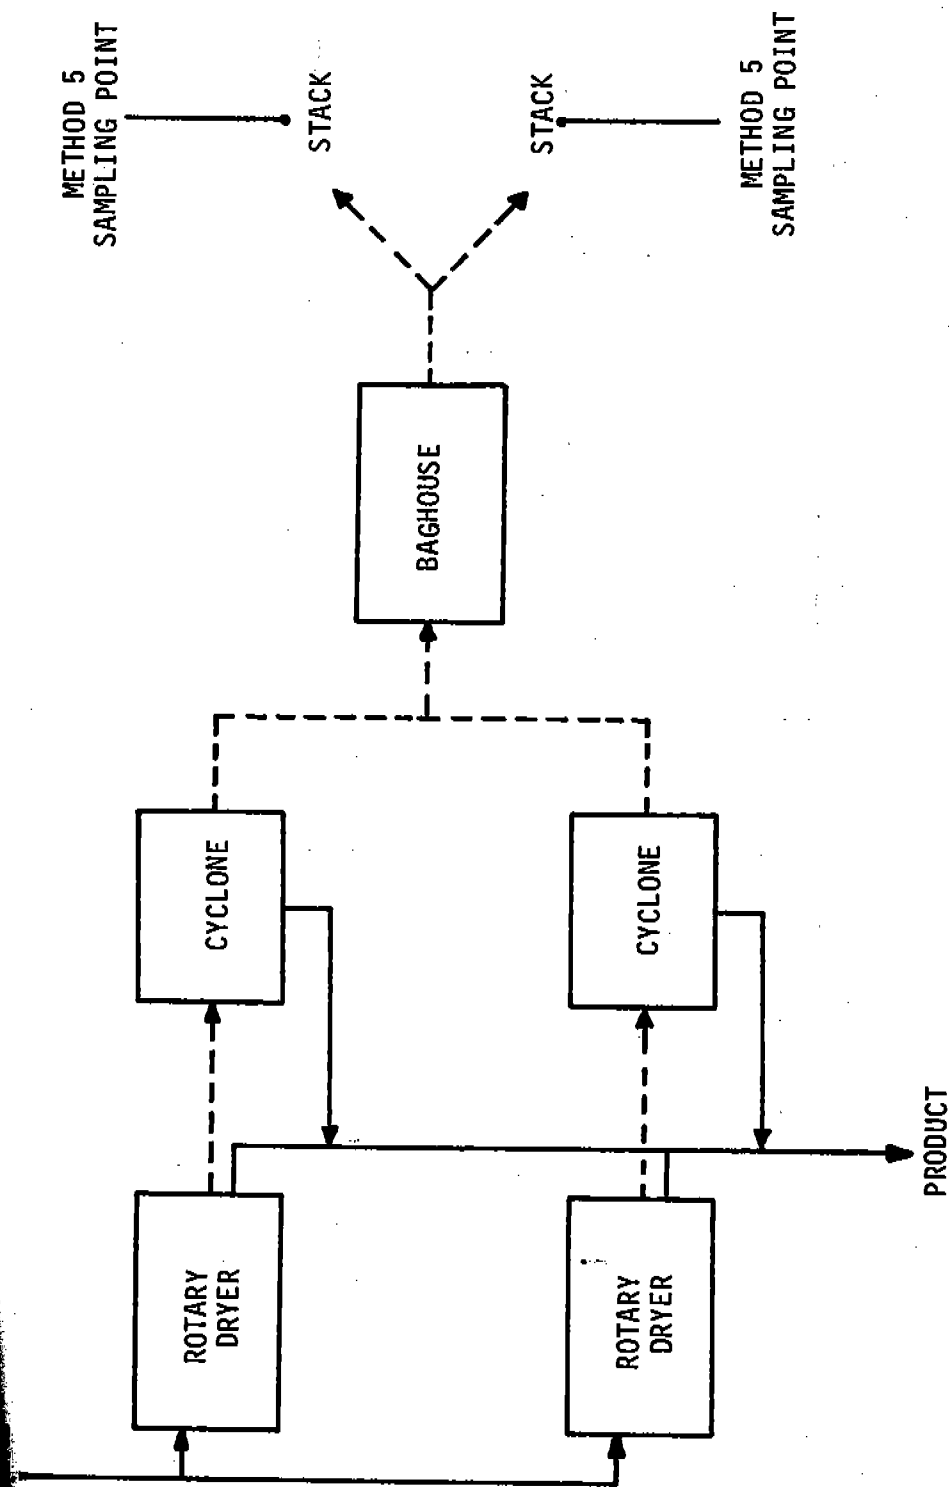 METHOD 5
SAMPLING POINT
STACK
STACK
METHOD 5
SAMPLING POINT
BAGHOUSE
CYCLONE
CYCLONE
ROTARY
DRYER
ROTARY
DRYER
PRODUCT